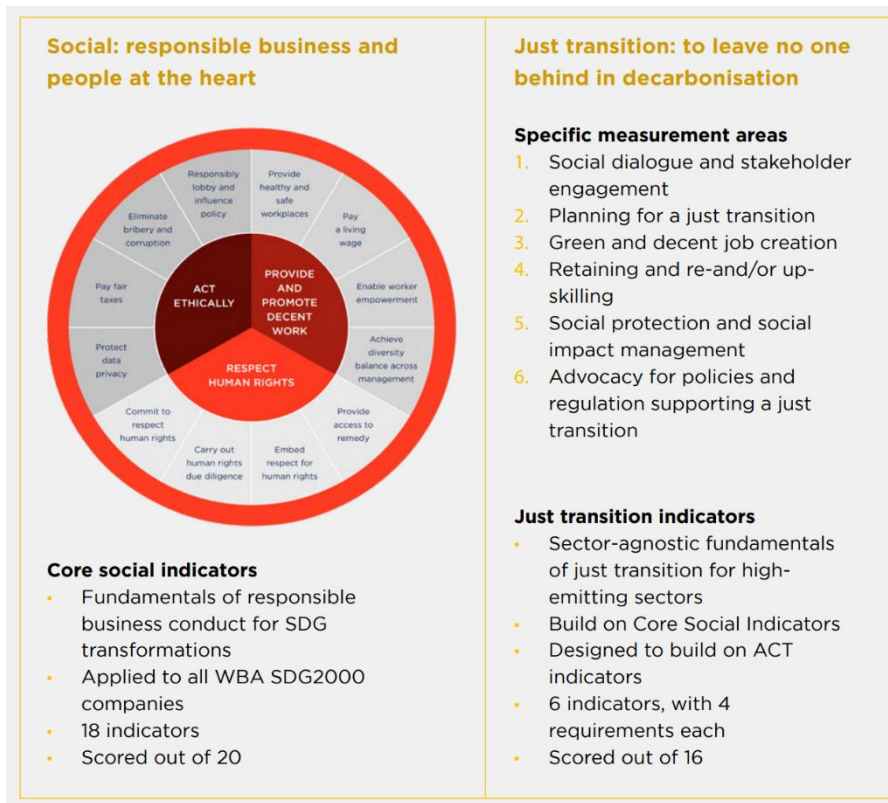 Social: responsible business and
people at the heart
Responsibly
lobby and
influence
policy
Provide
healthy and
safe
workplaces
Eliminate
bribery and
corruption
Pay
a living
wage
Pay fair
taxes
ACT
ETHICALLY
PROVIDE
AND
PROMOTE
DECENT
WORK
Enable worker
empowerment
Protect
data
privacy
Achieve
diversity
balance across
management
RESPECT
HUMAN RIGHTS
Commit to
respect
human rights
Carry out
human rights
due diligence
Embed
respect for
human rights
Provide
access to
remedy
Core social indicators
• Fundamentals of responsible
business conduct for SDG
transformations
• Applied to all WBA SDG2000
companies
• 18 indicators
• Scored out of 20
Just transition: to leave no one
behind in decarbonisation
Specific measurement areas
1. Social dialogue and stakeholder
engagement
2. Planning for a just transition
3. Green and decent job creation
4. Retaining and re-and/or up-
skilling
5. Social protection and social
impact management
6. Advocacy for policies and
regulation supporting a just
transition
Just transition indicators
• Sector-agnostic fundamentals
of just transition for high-
emitting sectors
• Build on Core Social Indicators
• Designed to build on ACT
indicators
• 6 indicators, with 4
requirements each
• Scored out of 16